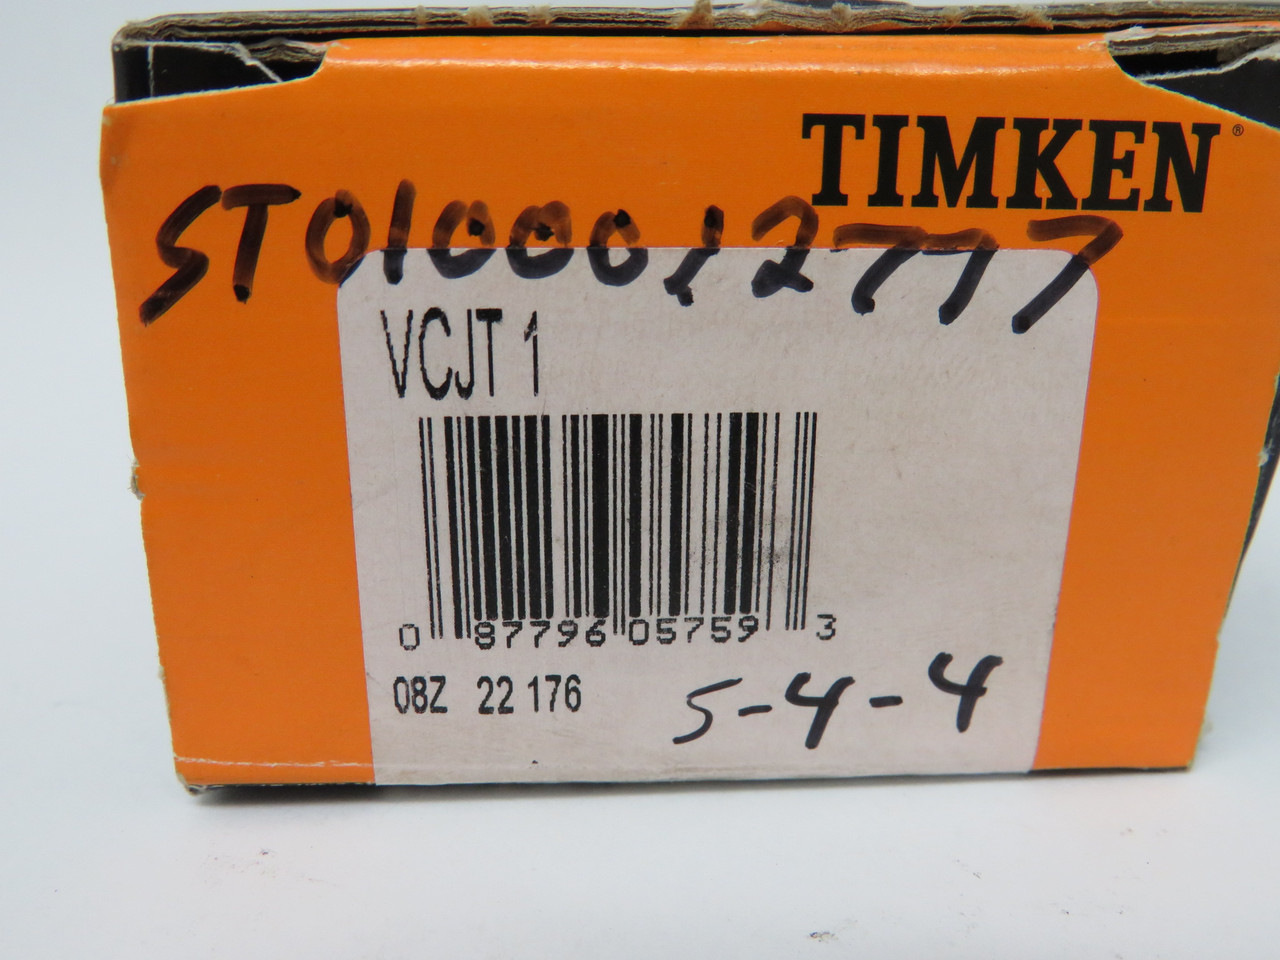 TIMKEN®
ST0100012777
VCJT 1
0 87796 05759 3
08Z 22 176
5-4-4